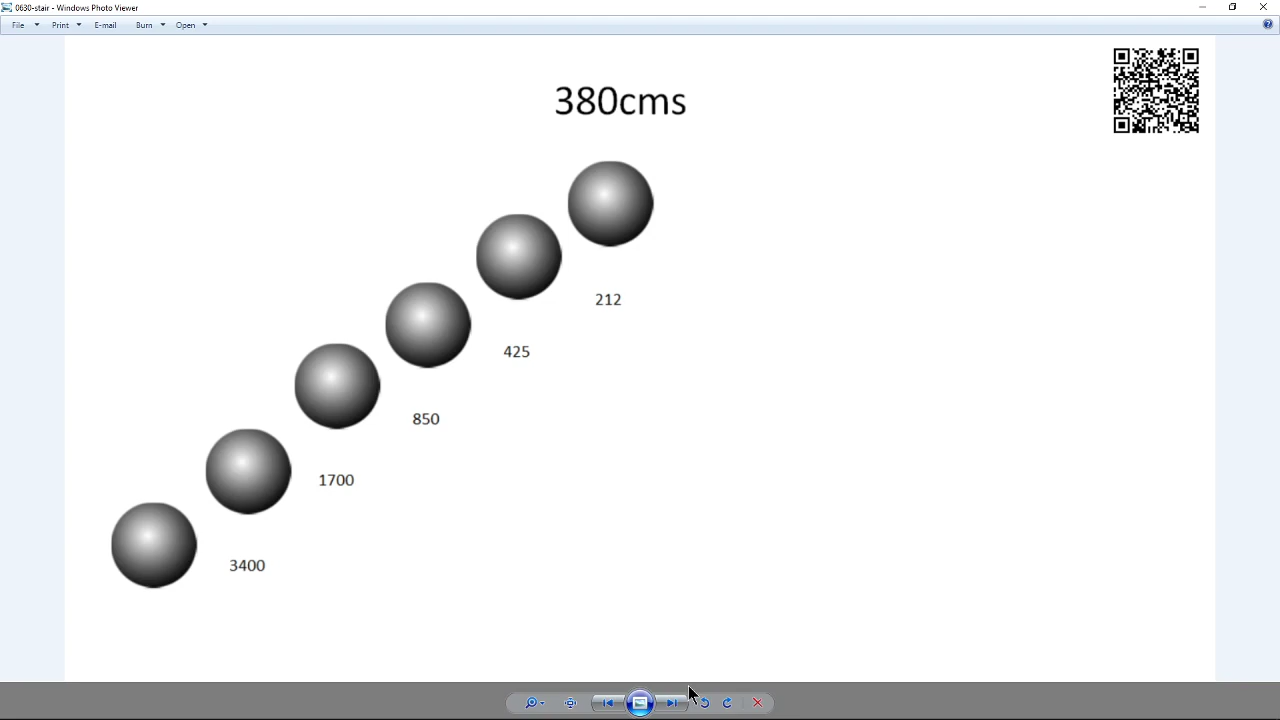 0630-stair - Windows Photo Viewer
File Print E-mail Burn Open
380cms
212
425
850
1700
3400